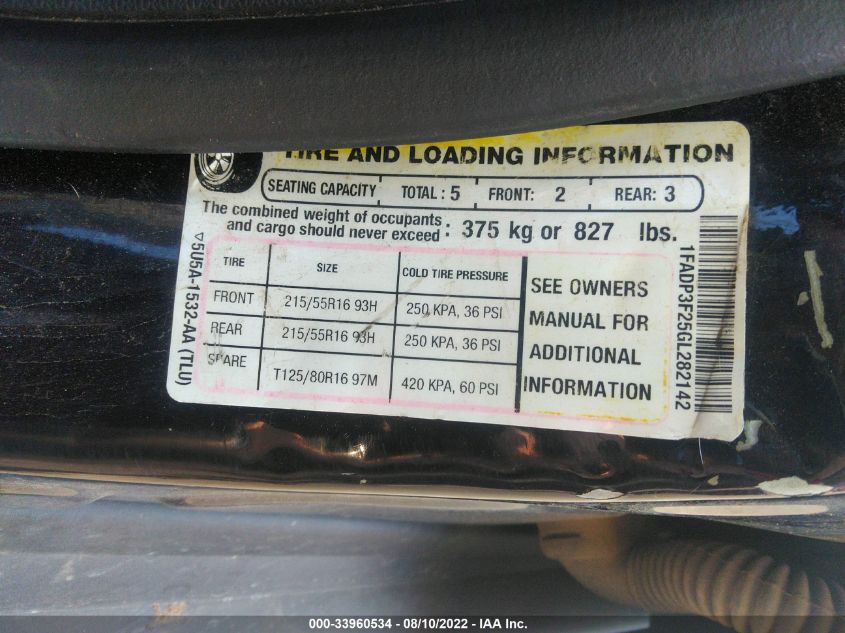 TIRE AND LOADING INFORMATION
SEATING CAPACITY TOTAL : 5 FRONT: 2 REAR: 3
The combined weight of occupants
and cargo should never exceed : 375 kg or 827 lbs.
TIRE SIZE COLD TIRE PRESSURE
FRONT 215/55R16 93H 250 KPA, 36 PSI
REAR 215/55R16 93H 250 KPA, 36 PSI
SPARE T125/80R16 97M 420 KPA, 60 PSI
SEE OWNERS
MANUAL FOR
ADDITIONAL
INFORMATION
▽5U5A-1532-AA (TLU)
1FADP3F25GL282142
000-33960534 - 08/10/2022 - IAA Inc.